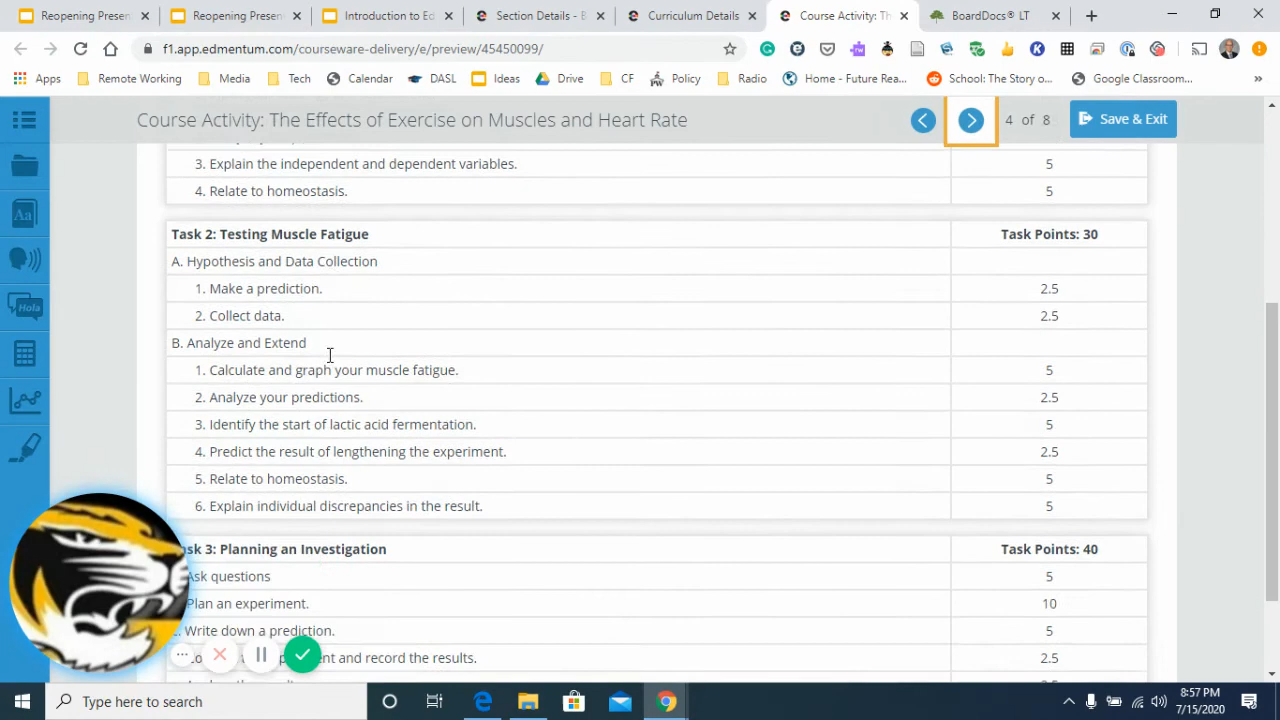 Reopening Presen
Reopening Presen
Introduction to Ed
Section Details - E
Curriculum Detai
Course Activity: Th
BoardDocs® LT
f1.app.edmentum.com/courseware-delivery/e/preview/45450099/
Apps
Remote Working
Media
Tech
Calendar
DASL
Ideas
Drive
CF
Policy
Radio
Home - Future Rea...
School: The Story o...
Google Classroom...
Course Activity: The Effects of Exercise on Muscles and Heart Rate
4 of 8
Save & Exit
3. Explain the independent and dependent variables. 5
4. Relate to homeostasis. 5
Task 2: Testing Muscle Fatigue Task Points: 30
A. Hypothesis and Data Collection
1. Make a prediction. 2.5
2. Collect data. 2.5
B. Analyze and Extend
1. Calculate and graph your muscle fatigue. 5
2. Analyze your predictions. 2.5
3. Identify the start of lactic acid fermentation. 5
4. Predict the result of lengthening the experiment. 2.5
5. Relate to homeostasis. 5
6. Explain individual discrepancies in the result. 5
sk 3: Planning an Investigation Task Points: 40
Ask questions 5
Plan an experiment. 10
Write down a prediction. 5
ent and record the results. 2.5
Aa
Hola
Type here to search
8:57 PM
7/15/2020